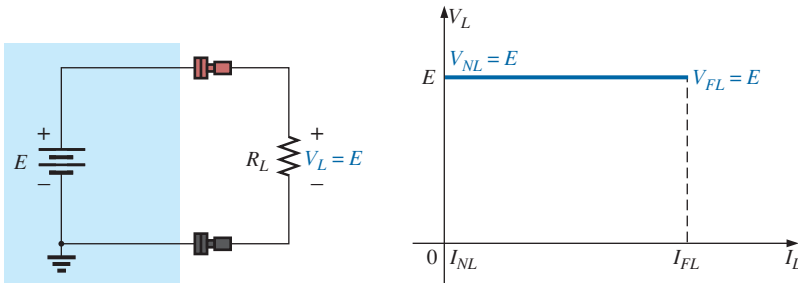 +
E
−
R_L
+
V_L = E
−
V_L
E
V_NL = E
V_FL = E
0
I_NL
I_FL
I_L